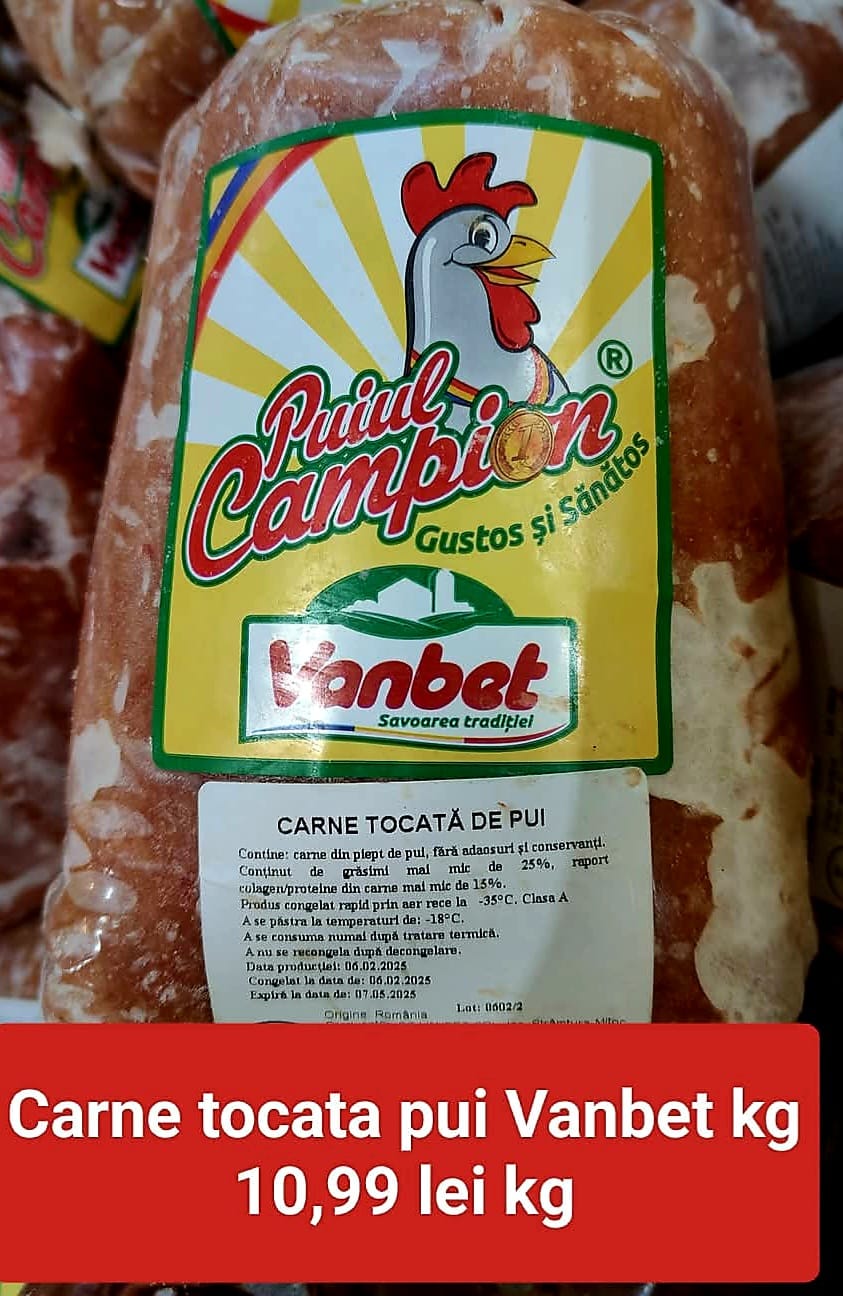 Puiul
Campion
®
Gustos și Sănătos
Vanbet
Savoarea tradiției
CARNE TOCATĂ DE PUI
Contine: carne din piept de pui, fără adaosuri și conservanți.
Conținut de grăsimi mai mic de 25%, raport
colagen/proteine din carne mai mic de 15%.
Produs congelat rapid prin aer rece la -35°C. Clasa A
A se păstra la temperaturi de: -18°C.
A se consuma numai după tratare termică.
A nu se recongela după decongelare.
Data producției: 06.02.2025
Congelat la data de: 06.02.2025
Expiră la data de: 07.05.2025
Lot: 0602/2
Origine România
Carne tocata pui Vanbet kg
10,99 lei kg